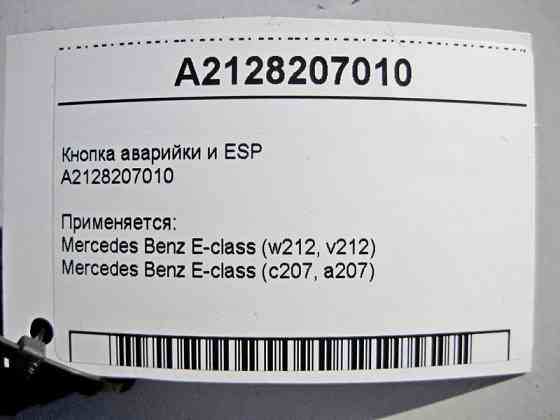 A2128207010
Кнопка аварийки и ESP
A2128207010
Применяется:
Mercedes Benz E-class (w212, v212)
Mercedes Benz E-class (c207, a207)